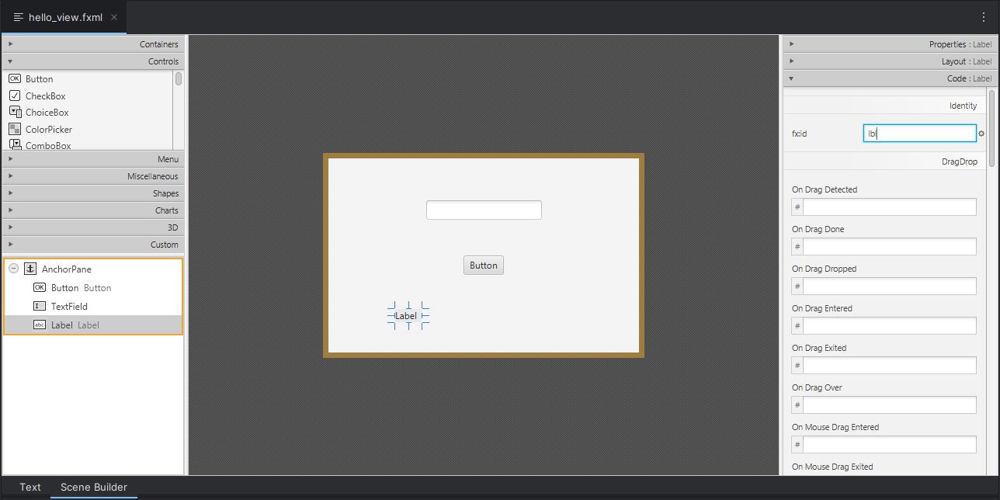 hello_view.fxml
Containers
Controls
OK Button
CheckBox
ChoiceBox
ColorPicker
ComboBox
Menu
Miscellaneous
Shapes
Charts
3D
Custom
AnchorPane
OK Button Button
TextField
abc Label Label
Button
Label
Properties : Label
Layout : Label
Code : Label
Identity
fx:id
lbl
DragDrop
On Drag Detected
#
On Drag Done
#
On Drag Dropped
#
On Drag Entered
#
On Drag Exited
#
On Drag Over
#
On Mouse Drag Entered
#
On Mouse Drag Exited
Text
Scene Builder